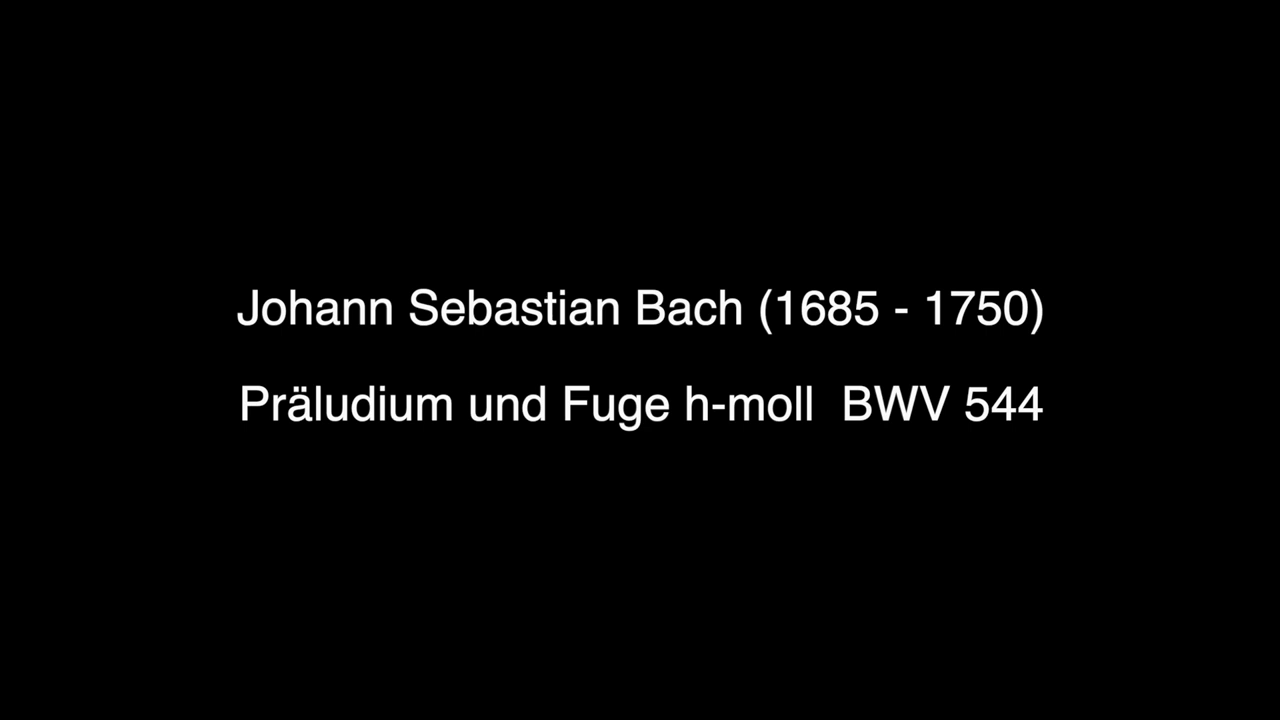 Johann Sebastian Bach (1685 - 1750)
Präludium und Fuge h-moll  BWV 544